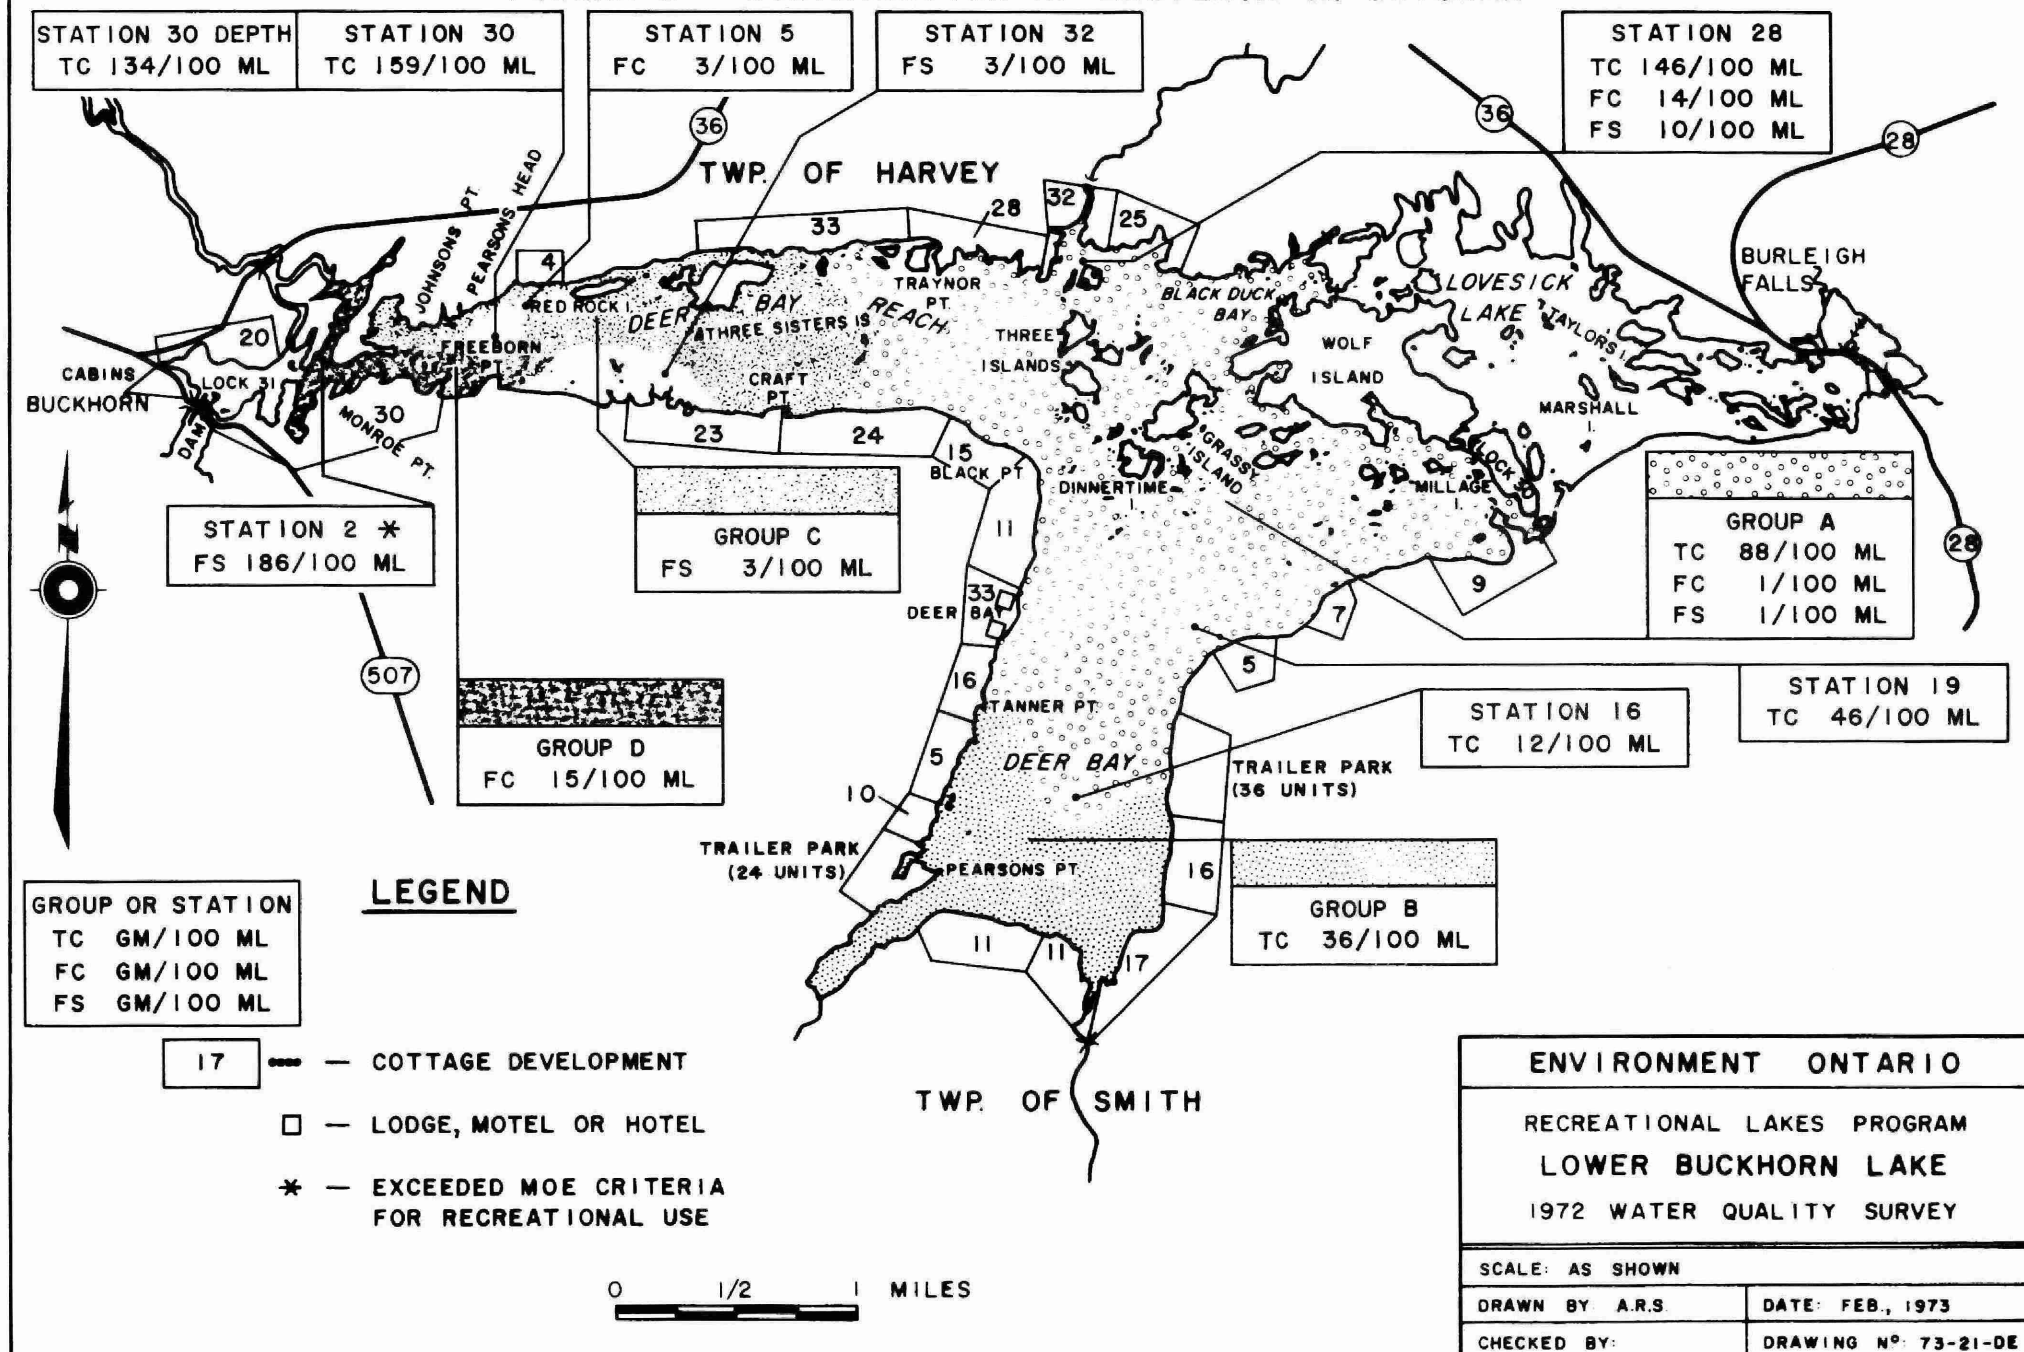 STATION 30 DEPTH
TC 134/100 ML
STATION 30
TC 159/100 ML
STATION 5
FC 3/100 ML
STATION 32
FS 3/100 ML
STATION 28
TC 146/100 ML
FC 14/100 ML
FS 10/100 ML
36
36
28
TWP. OF HARVEY
JOHNSONS PT.
PEARSONS HEAD
33
28
32
25
4
RED ROCK I.
DEER BAY REACH
THREE SISTERS IS
TRAYNOR
PT.
BLACK DUCK
BAY
LOVESICK
LAKE
TAYLORS I.
BURLEIGH
FALLS
20
CABINS
BUCKHORN
LOCK 31
DAM
30
MONROE PT.
FREEBORN
PT.
CRAFT
PT.
THREE
ISLANDS
WOLF
ISLAND
MARSHALL
I.
23
24
15
BLACK PT.
GRASSY
ISLAND
DINNERTIME
I.
MILLAGE
I.
LOCK 30
STATION 2 *
FS 186/100 ML
GROUP C
FS 3/100 ML
11
GROUP A
TC 88/100 ML
FC 1/100 ML
FS 1/100 ML
28
9
33
DEER BA
7
5
507
16
TANNER PT.
STATION 19
TC 46/100 ML
STATION 16
TC 12/100 ML
GROUP D
FC 15/100 ML
5
DEER BAY
TRAILER PARK
(36 UNITS)
10
TRAILER PARK
(24 UNITS)
PEARSONS PT.
16
GROUP B
TC 36/100 ML
11
11
17
GROUP OR STATION
TC GM/100 ML
FC GM/100 ML
FS GM/100 ML
LEGEND
17 — COTTAGE DEVELOPMENT
— LODGE, MOTEL OR HOTEL
* — EXCEEDED MOE CRITERIA
FOR RECREATIONAL USE
TWP. OF SMITH
0 1/2 1 MILES
ENVIRONMENT ONTARIO
RECREATIONAL LAKES PROGRAM
LOWER BUCKHORN LAKE
1972 WATER QUALITY SURVEY
SCALE: AS SHOWN
DRAWN BY: A.R.S.
DATE: FEB., 1973
CHECKED BY:
DRAWING Nº: 73-21-DE